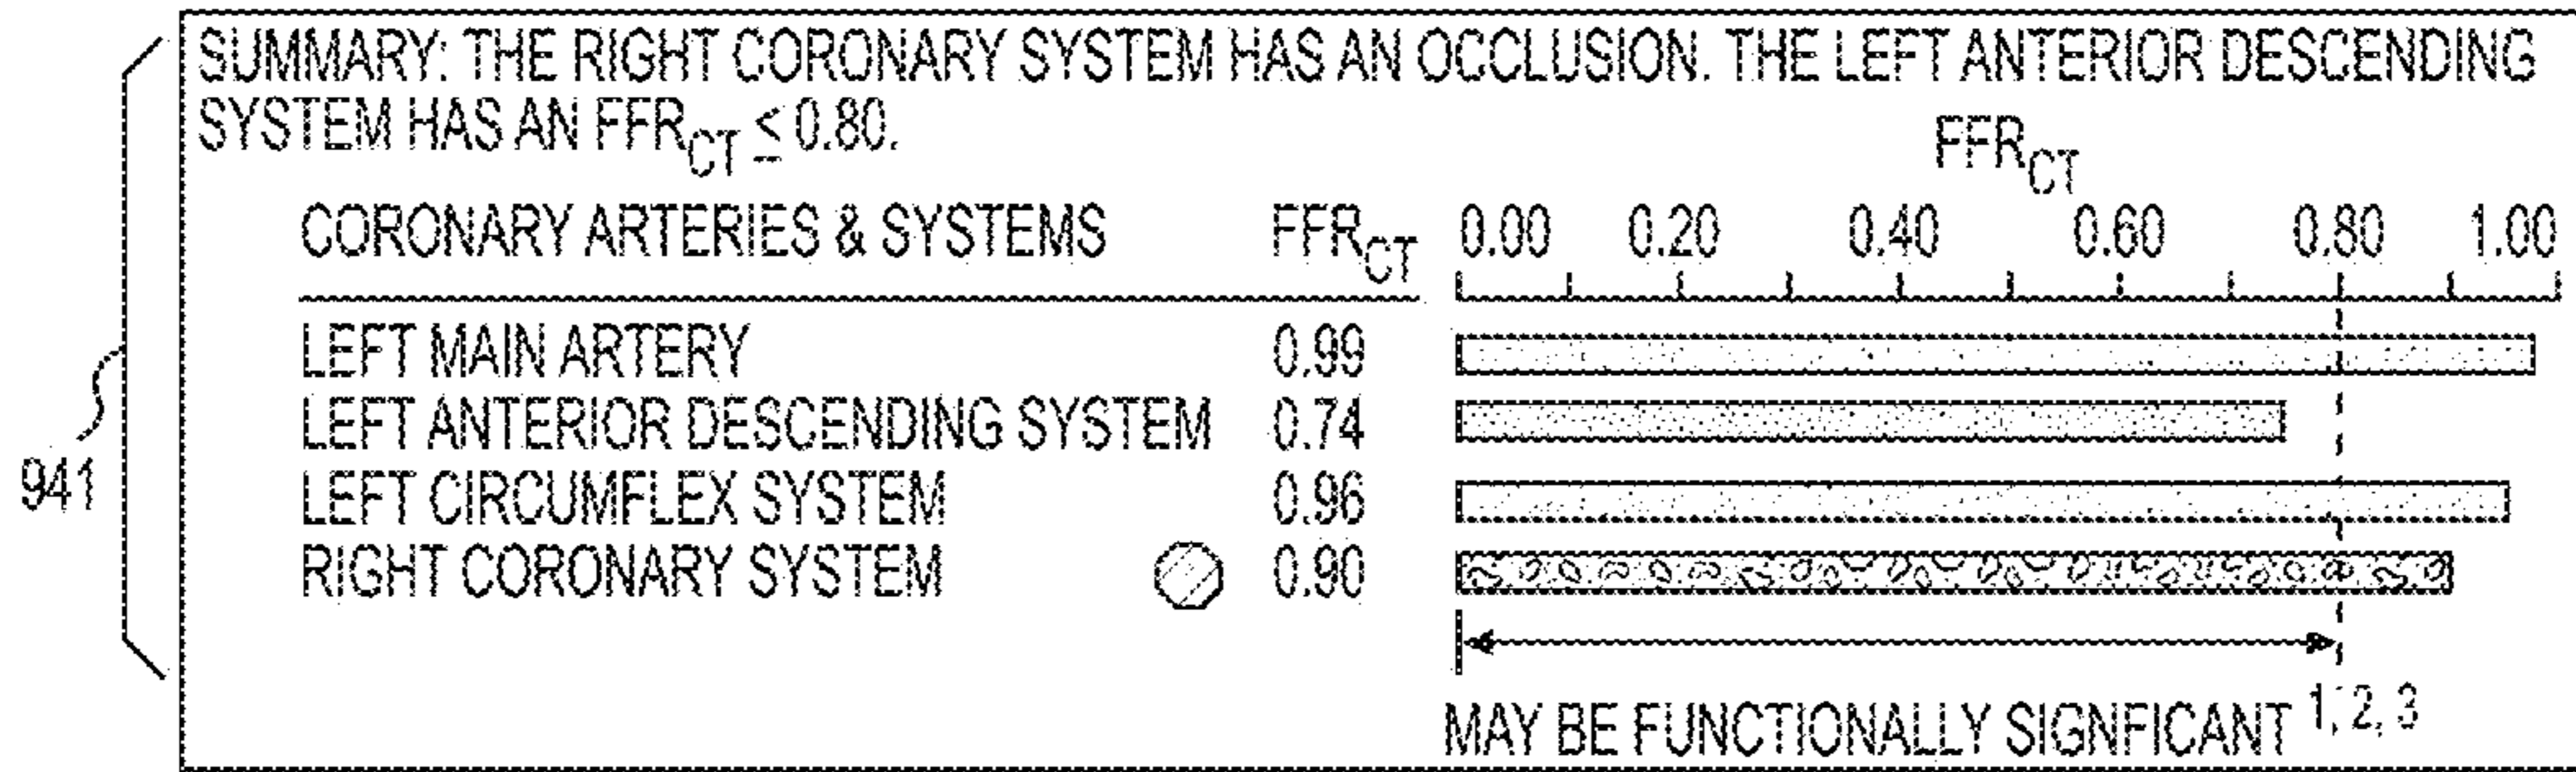 SUMMARY: THE RIGHT CORONARY SYSTEM HAS AN OCCLUSION. THE LEFT ANTERIOR DESCENDING
SYSTEM HAS AN FFRCT ≤ 0.80.
FFRCT
CORONARY ARTERIES & SYSTEMS FFRCT 0.00 0.20 0.40 0.60 0.80 1.00
LEFT MAIN ARTERY 0.99
LEFT ANTERIOR DESCENDING SYSTEM 0.74
941
LEFT CIRCUMFLEX SYSTEM 0.96
RIGHT CORONARY SYSTEM 0.90
MAY BE FUNCTIONALLY SIGNFICANT 1, 2, 3